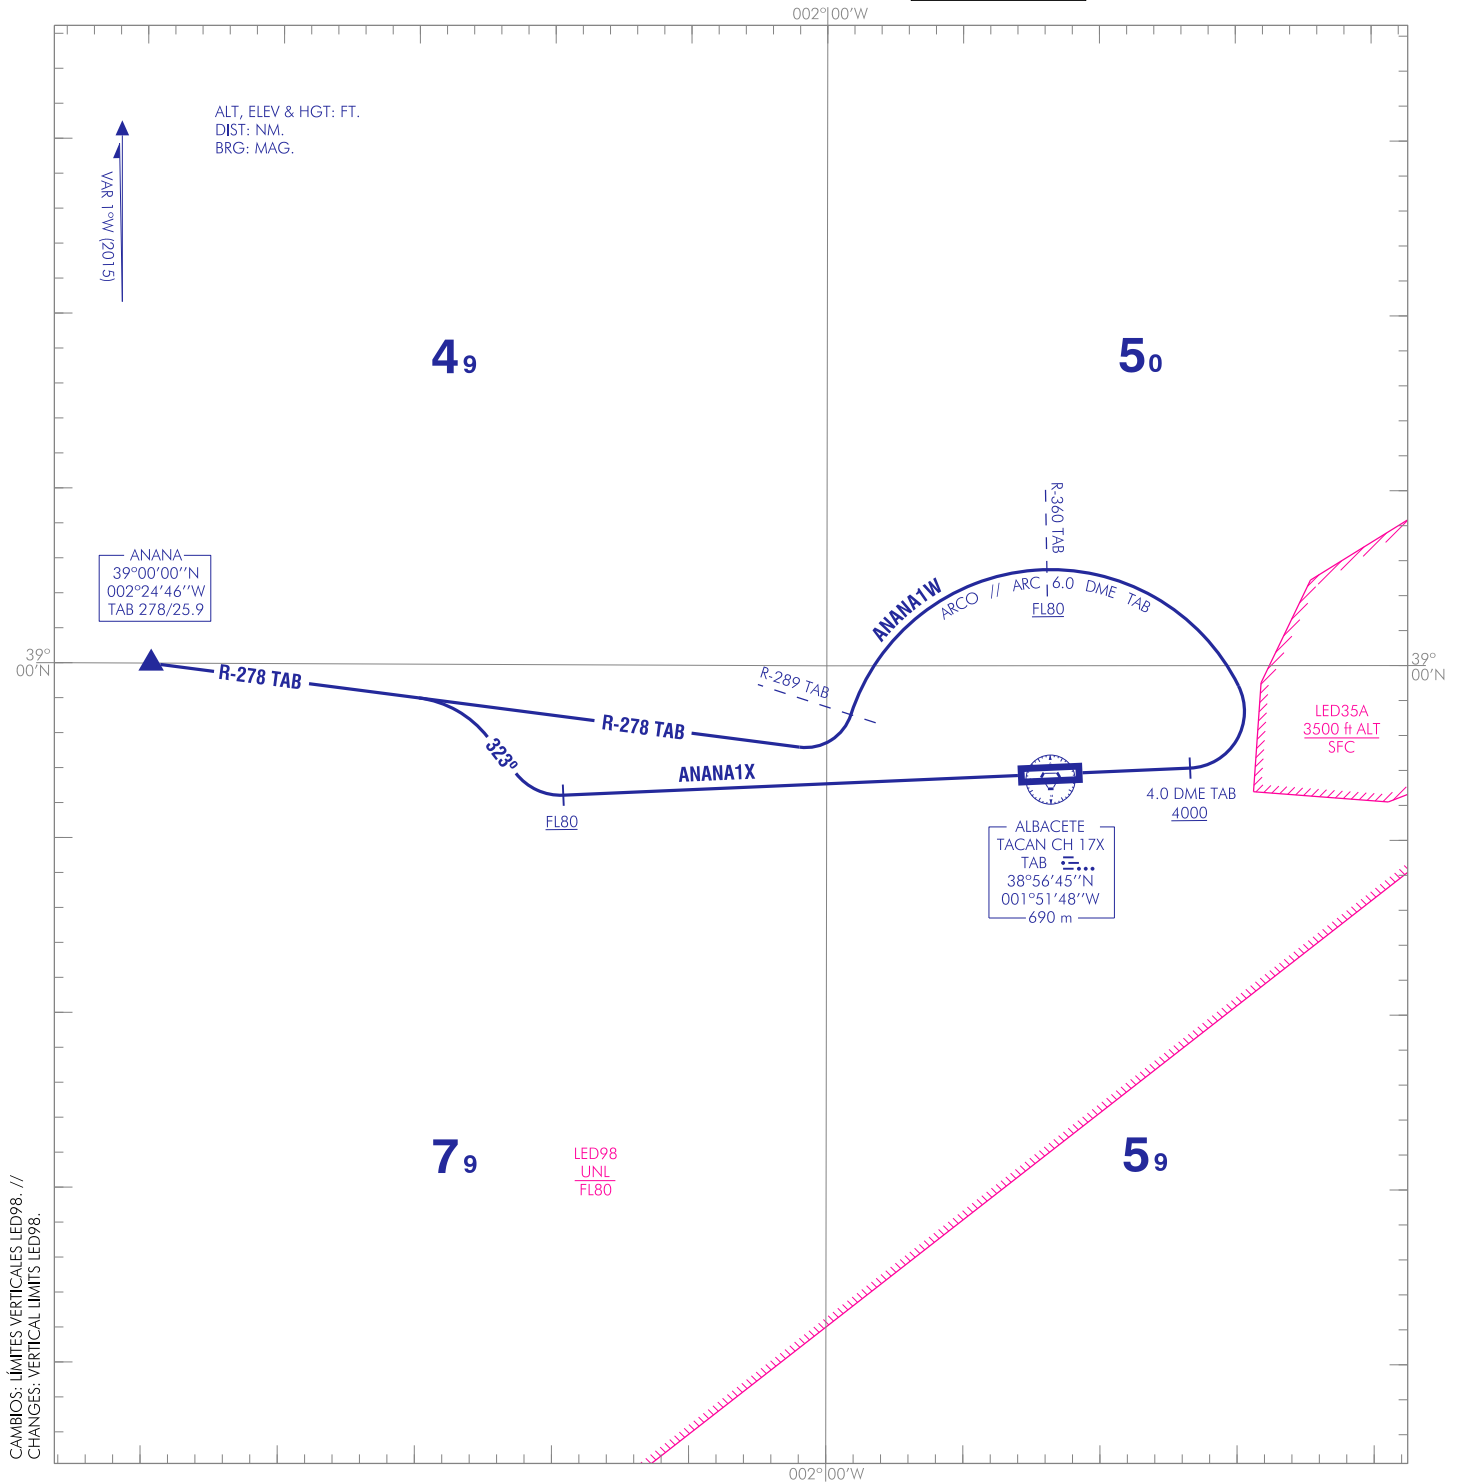 002°00'W
ALT, ELEV & HGT: FT.
DIST: NM.
BRG: MAG.
VAR 1°W (2015)
49
50
R-360 TAB
ANANA
39°00'00''N
002°24'46''W
TAB 278/25.9
ANANA1W
ARCO // ARC 6.0 DME TAB
FL80
39°
00'N
39°
00'N
R-278 TAB
R-289 TAB
R-278 TAB
LED35A
3500 ft ALT
SFC
323º
ANANA1X
FL80
4.0 DME TAB
4000
ALBACETE
TACAN CH 17X
TAB
38°56'45''N
001°51'48''W
690 m
79
LED98
UNL
FL80
59
CAMBIOS: LÍMITES VERTICALES LED98. //
CHANGES: VERTICAL LIMITS LED98.
002°00'W